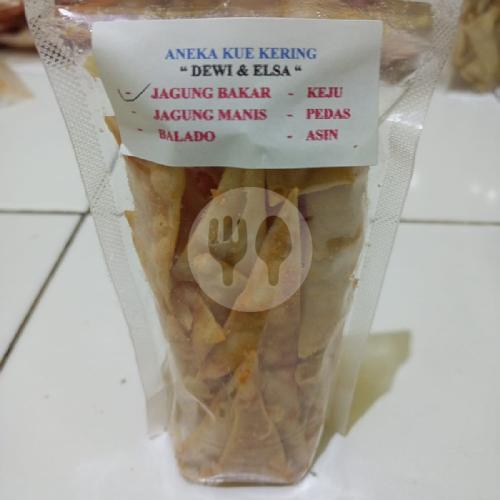 ANEKA KUE KERING
“ DEWI & ELSA “
- JAGUNG BAKAR - KEJU
- JAGUNG MANIS - PEDAS
- BALADO - ASIN